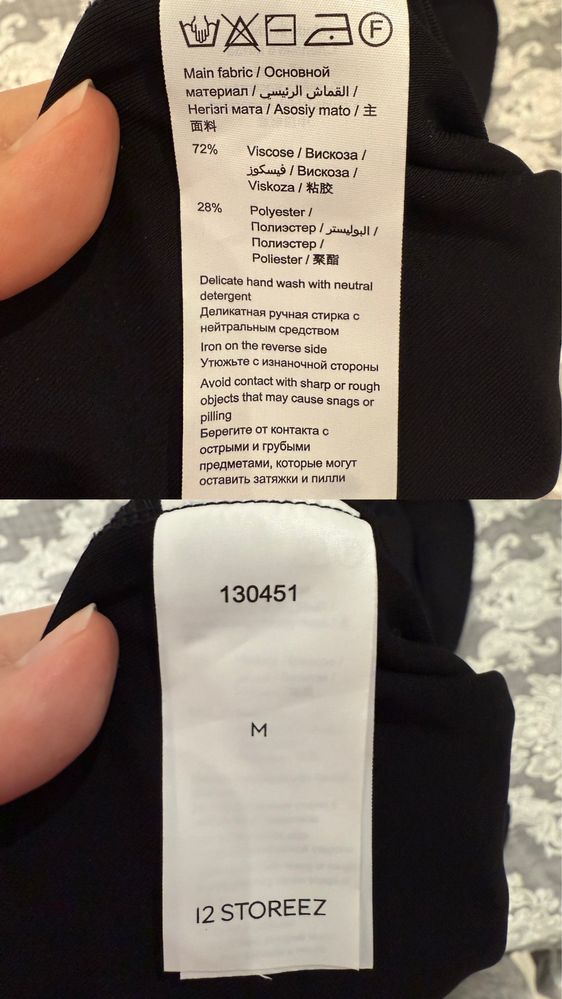 F
Main fabric / Основной
материал / القماش الرئيسي /
Негізгі мата / Asosiy mato / 主
面料
72% Viscose / Вискоза /
فيسكوز / Вискоза /
Viskoza / 粘胶
28% Polyester /
Полиэстер / البوليستر /
Полиэстер /
Poliester / 聚酯
Delicate hand wash with neutral
detergent
Деликатная ручная стирка с
нейтральным средством
Iron on the reverse side
Утюжьте с изнаночной стороны
Avoid contact with sharp or rough
objects that may cause snags or
pilling
Берегите от контакта с
острыми и грубыми
предметами, которые могут
оставить затяжки и пилли
130451
M
12 STOREEZ